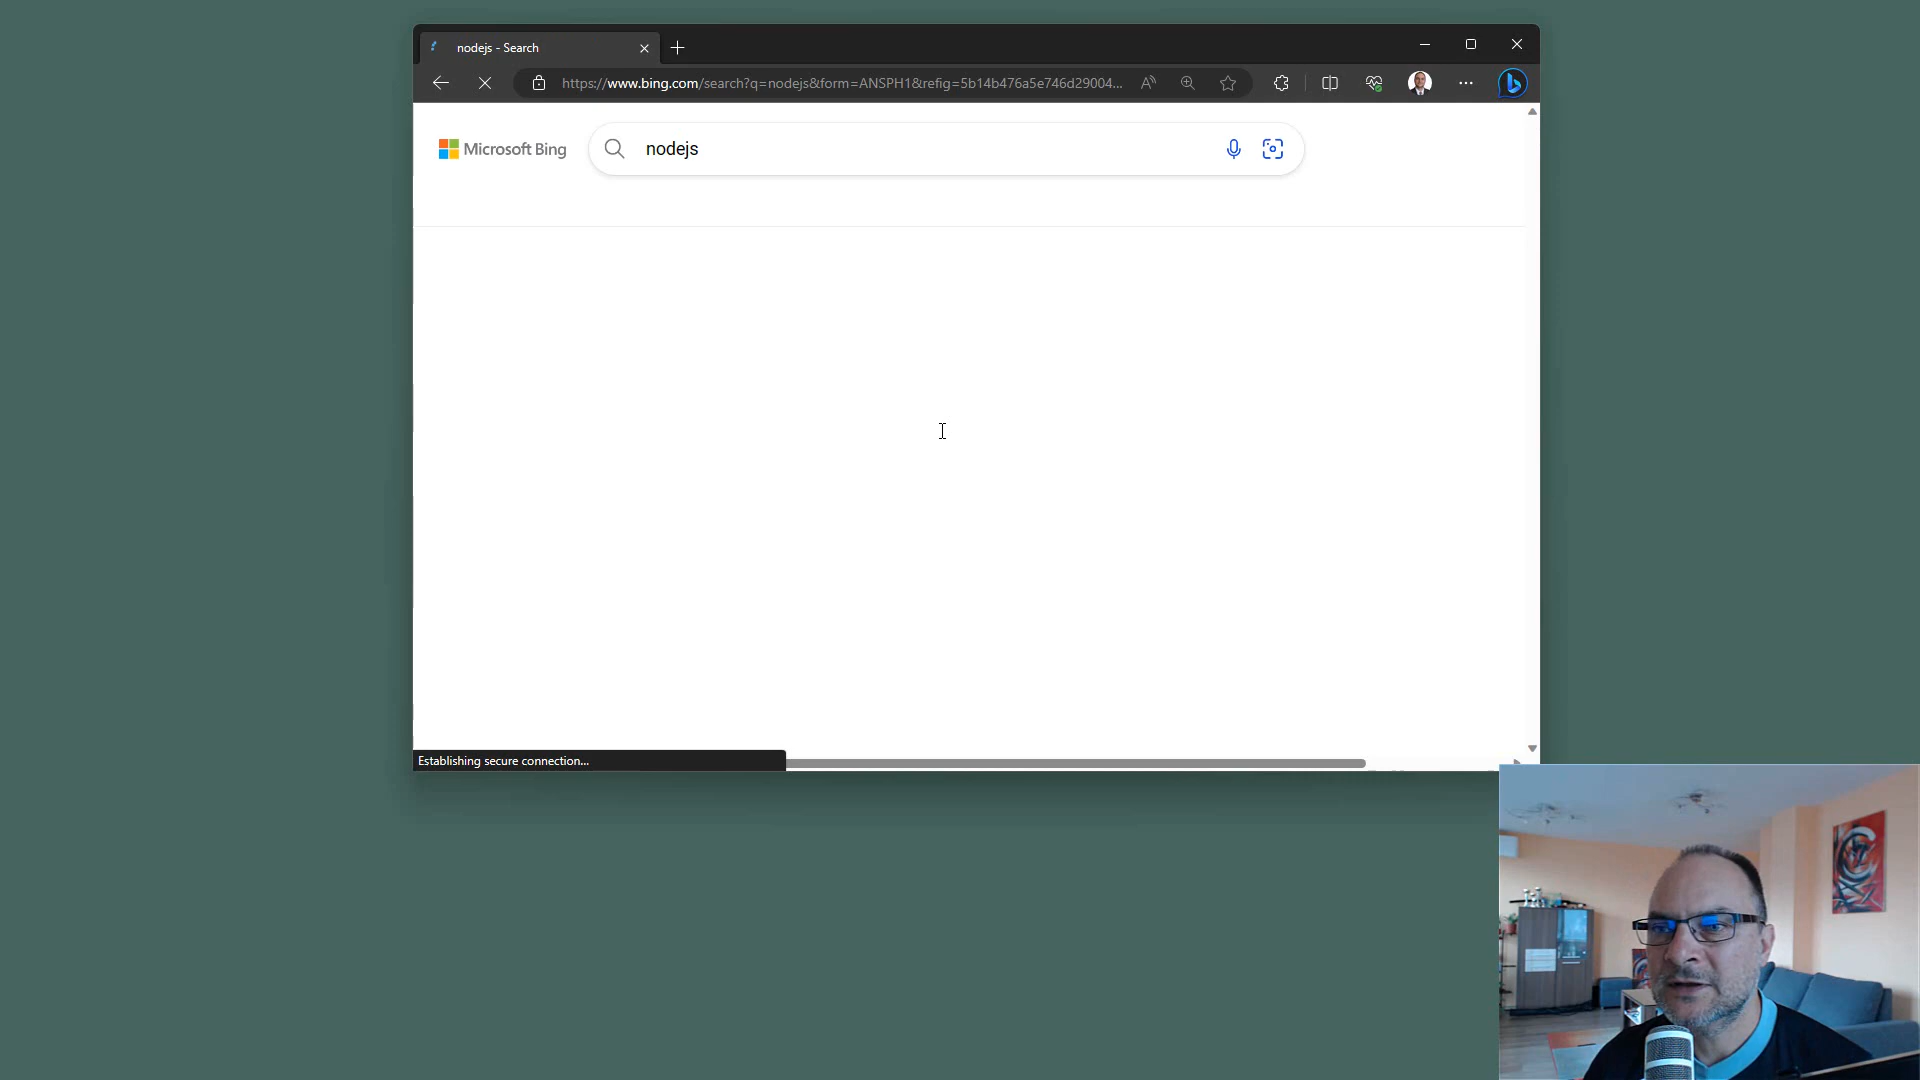 nodejs - Search
https://www.bing.com/search?q=nodejs&form=ANSPH1&refig=5b14b476a5e746d29004...
Microsoft Bing
nodejs
Establishing secure connection...